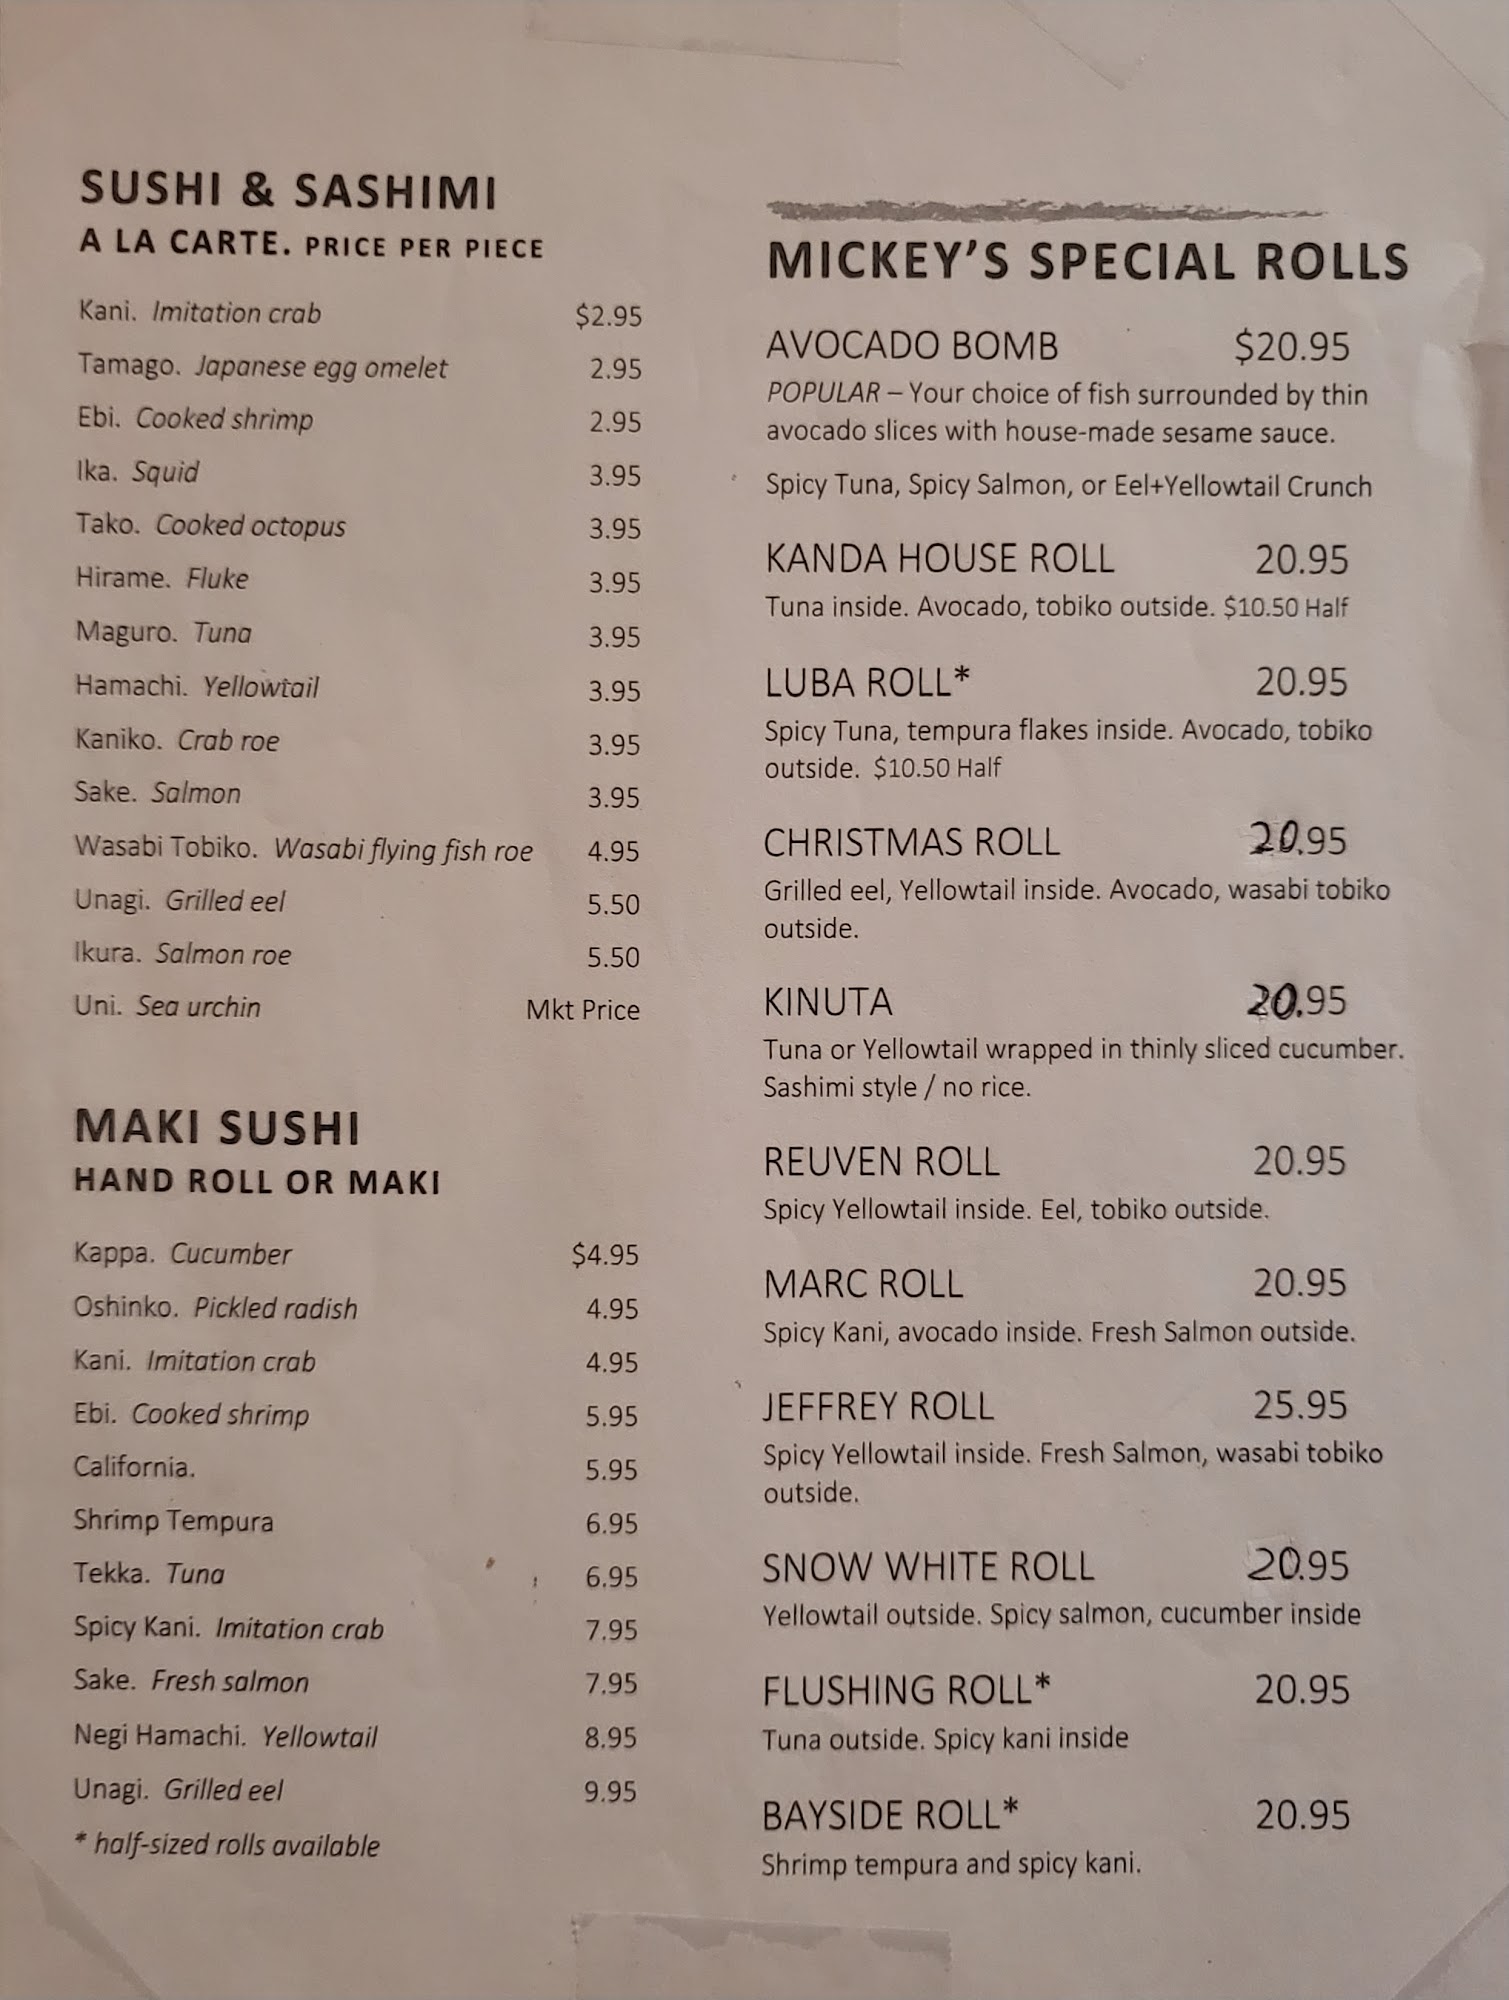 SUSHI & SASHIMI
A LA CARTE. PRICE PER PIECE
Kani. Imitation crab $2.95
Tamago. Japanese egg omelet 2.95
Ebi. Cooked shrimp 2.95
Ika. Squid 3.95
Tako. Cooked octopus 3.95
Hirame. Fluke 3.95
Maguro. Tuna 3.95
Hamachi. Yellowtail 3.95
Kaniko. Crab roe 3.95
Sake. Salmon 3.95
Wasabi Tobiko. Wasabi flying fish roe 4.95
Unagi. Grilled eel 5.50
Ikura. Salmon roe 5.50
Uni. Sea urchin Mkt Price
MAKI SUSHI
HAND ROLL OR MAKI
Kappa. Cucumber $4.95
Oshinko. Pickled radish 4.95
Kani. Imitation crab 4.95
Ebi. Cooked shrimp 5.95
California. 5.95
Shrimp Tempura 6.95
Tekka. Tuna 6.95
Spicy Kani. Imitation crab 7.95
Sake. Fresh salmon 7.95
Negi Hamachi. Yellowtail 8.95
Unagi. Grilled eel 9.95
* half-sized rolls available
MICKEY'S SPECIAL ROLLS
AVOCADO BOMB $20.95
POPULAR – Your choice of fish surrounded by thin
avocado slices with house-made sesame sauce.
Spicy Tuna, Spicy Salmon, or Eel+Yellowtail Crunch
KANDA HOUSE ROLL 20.95
Tuna inside. Avocado, tobiko outside. $10.50 Half
LUBA ROLL* 20.95
Spicy Tuna, tempura flakes inside. Avocado, tobiko
outside. $10.50 Half
CHRISTMAS ROLL 20.95
Grilled eel, Yellowtail inside. Avocado, wasabi tobiko
outside.
KINUTA 20.95
Tuna or Yellowtail wrapped in thinly sliced cucumber.
Sashimi style / no rice.
REUVEN ROLL 20.95
Spicy Yellowtail inside. Eel, tobiko outside.
MARC ROLL 20.95
Spicy Kani, avocado inside. Fresh Salmon outside.
JEFFREY ROLL 25.95
Spicy Yellowtail inside. Fresh Salmon, wasabi tobiko
outside.
SNOW WHITE ROLL 20.95
Yellowtail outside. Spicy salmon, cucumber inside
FLUSHING ROLL* 20.95
Tuna outside. Spicy kani inside
BAYSIDE ROLL* 20.95
Shrimp tempura and spicy kani.